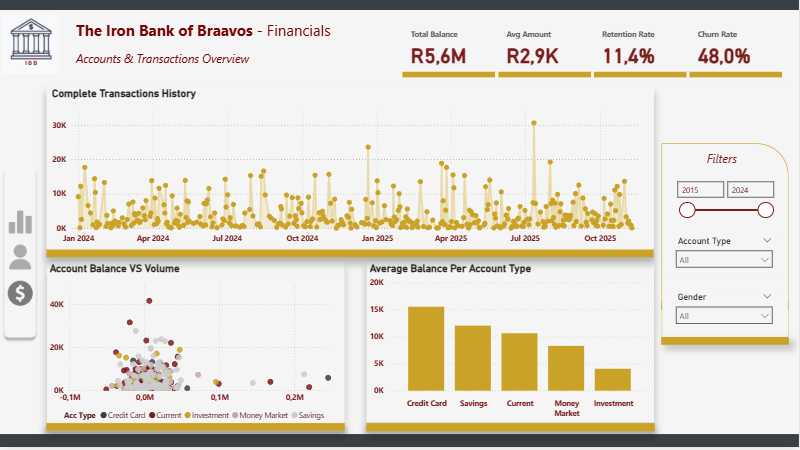 The Iron Bank of Braavos - Financials
Accounts & Transactions Overview
IBB
Total Balance
R5,6M
Avg Amount
R2,9K
Retention Rate
11,4%
Churn Rate
48,0%
Complete Transactions History
30K
20K
10K
0K
Jan 2024 Apr 2024 Jul 2024 Oct 2024 Jan 2025 Apr 2025 Jul 2025 Oct 2025
Filters
2015 2024
Account Type
All
Gender
All
Account Balance VS Volume
40K
20K
0K
-0,1M 0,0M 0,1M 0,2M
Acc Type Credit Card Current Investment Money Market Savings
Average Balance Per Account Type
20K
15K
10K
5K
0K
Credit Card Savings Current Money Market Investment